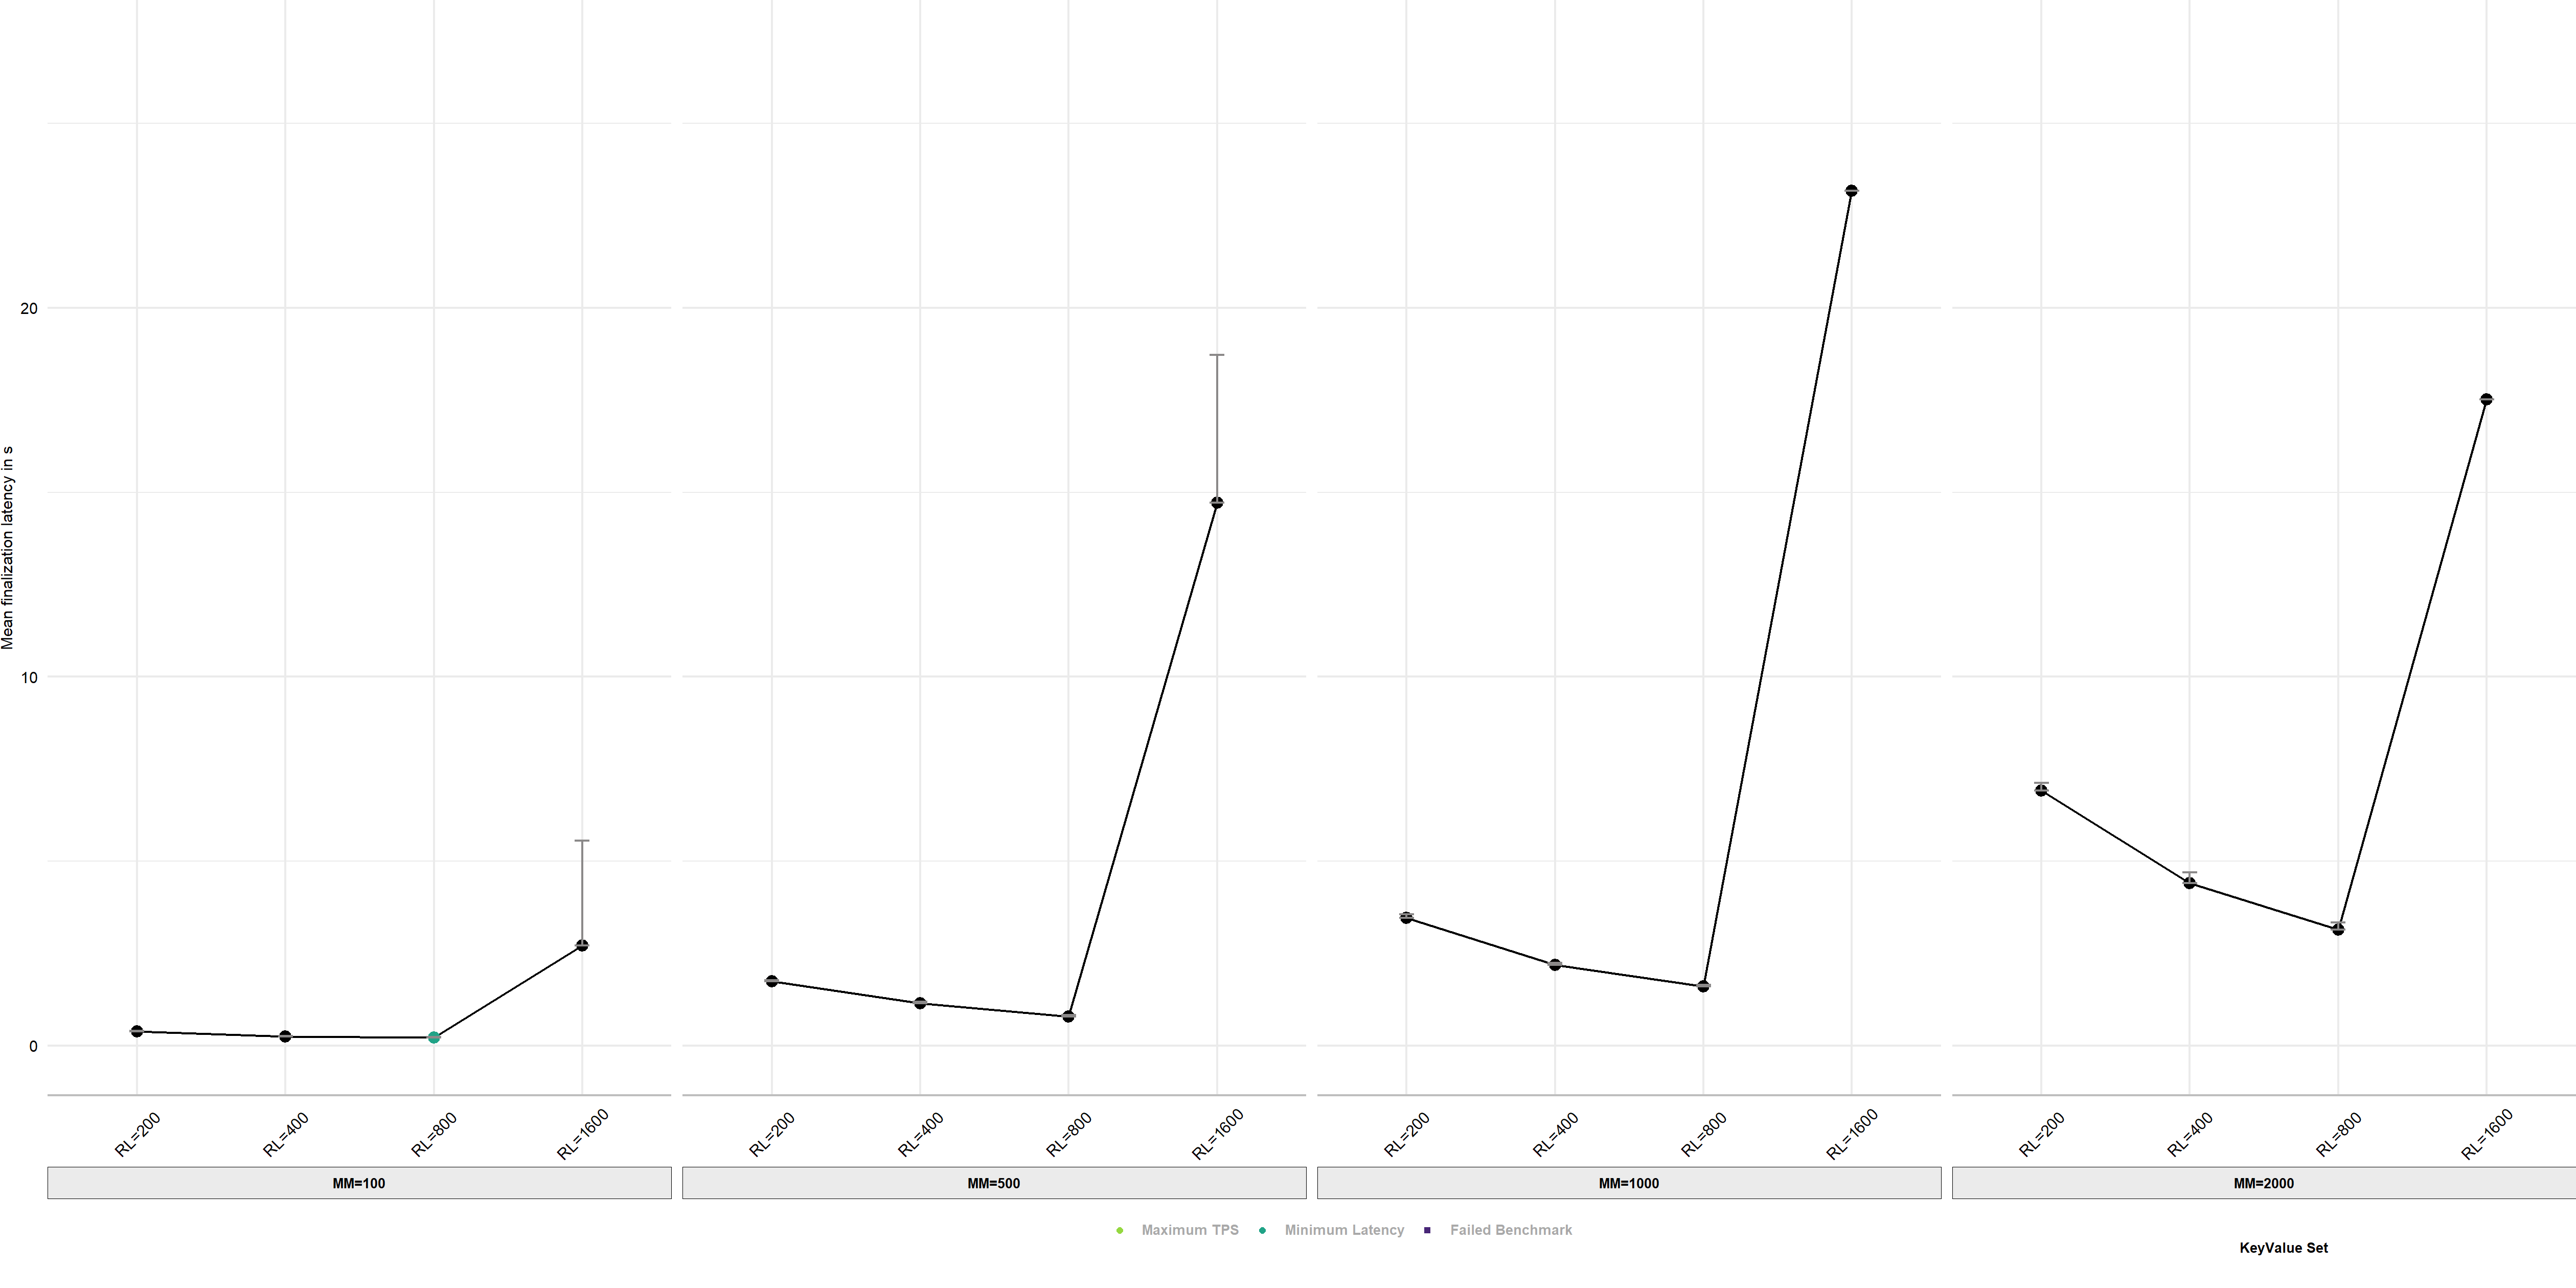 Mean finalization latency in s
20
10
0
RL=200 RL=400 RL=800 RL=1600 RL=200 RL=400 RL=800 RL=1600 RL=200 RL=400 RL=800 RL=1600 RL=200 RL=400 RL=800 RL=1600
MM=100 MM=500 MM=1000 MM=2000
Maximum TPS Minimum Latency Failed Benchmark
KeyValue Set